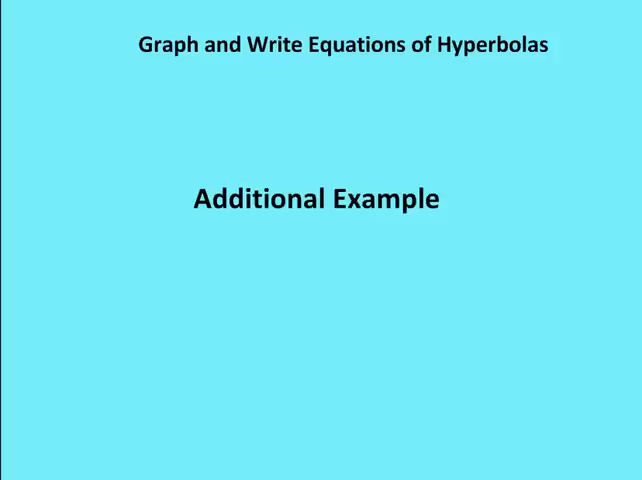 Graph and Write Equations of Hyperbolas
Additional Example